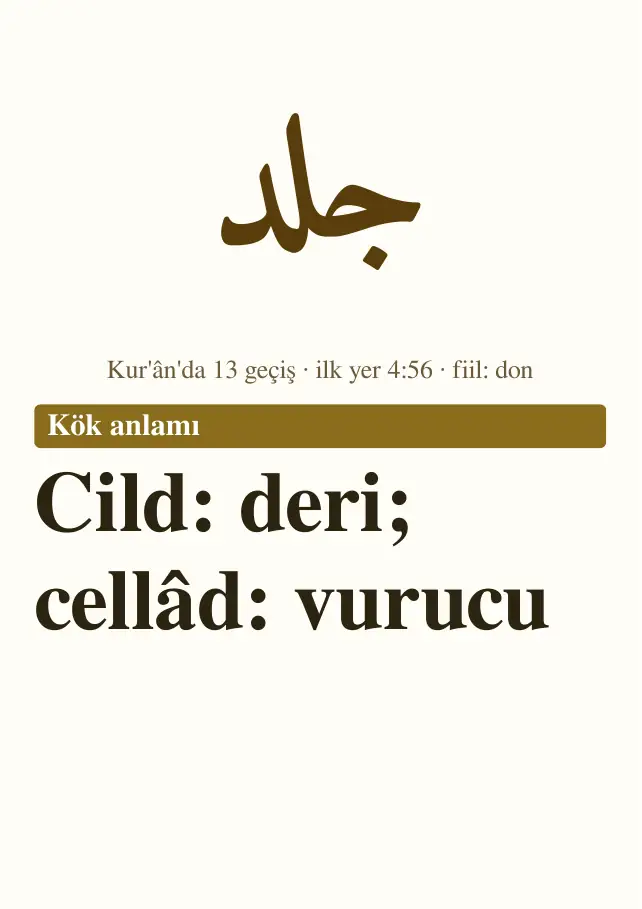 جلد
Kur'ân'da 13 geçiş · ilk yer 4:56 · fiil: don
Kök anlamı
Cild: deri;
cellâd: vurucu